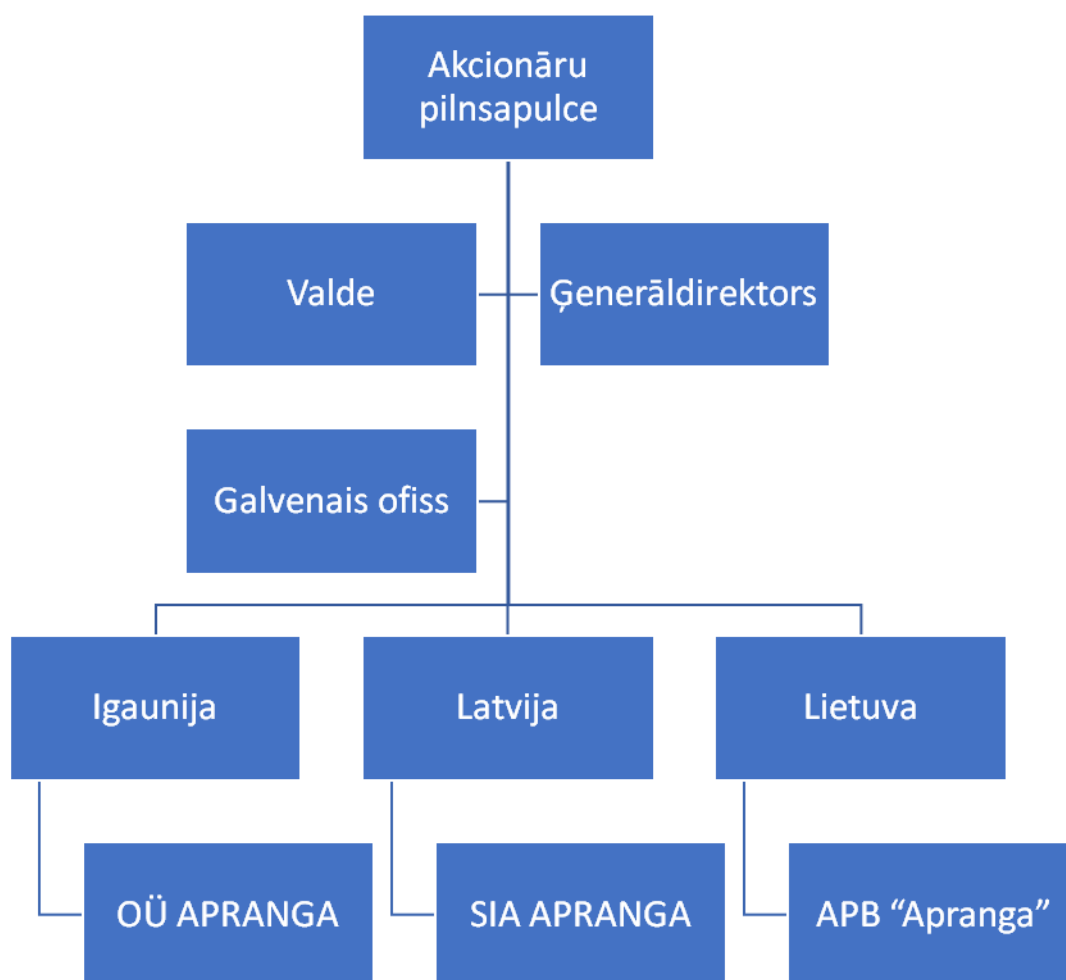 Akcionāru
pilnsapulce
Valde
Ģenerāldirektors
Galvenais ofiss
Igaunija
Latvija
Lietuva
OÜ APRANGA
SIA APRANGA
APB “Apranga”